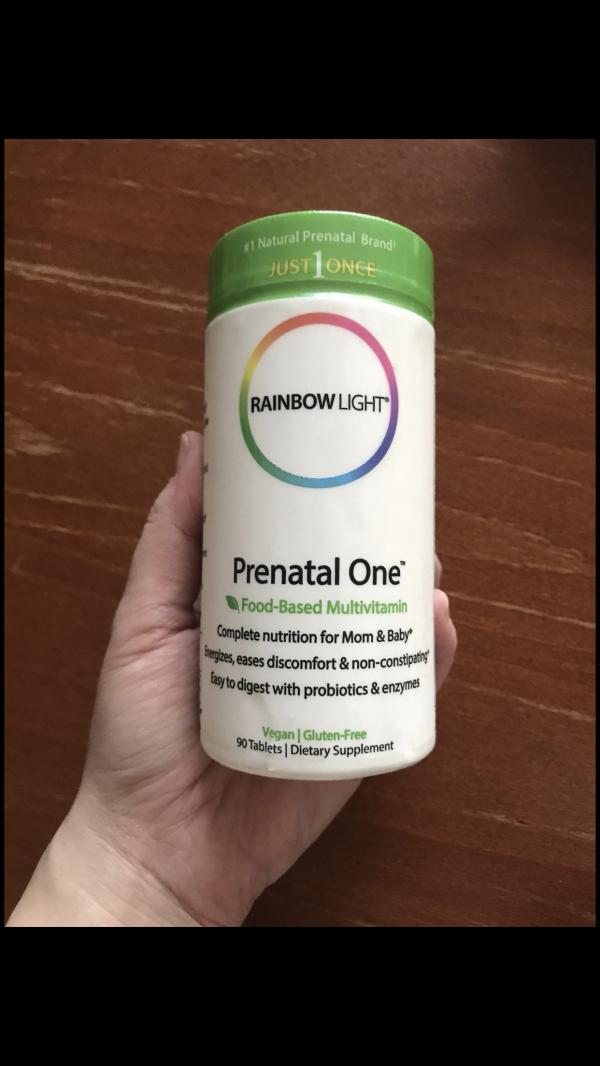 #1 Natural Prenatal Brand†
JUST 1 ONCE
RAINBOW LIGHT®
Prenatal One™
Food-Based Multivitamin
Complete nutrition for Mom & Baby*
Energizes, eases discomfort & non-constipating*
Easy to digest with probiotics & enzymes
Vegan | Gluten-Free
90 Tablets | Dietary Supplement